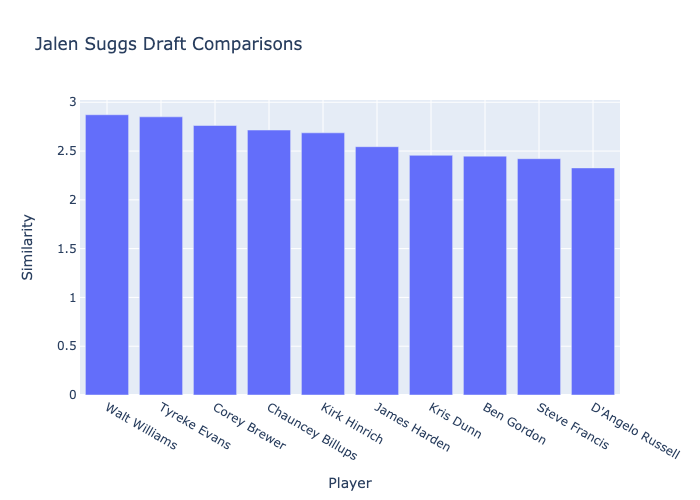 Jalen Suggs Draft Comparisons
3
2.5
2
1.5
1
0.5
0
Similarity
Walt Williams
Tyreke Evans
Corey Brewer
Chauncey Billups
Kirk Hinrich
James Harden
Kris Dunn
Ben Gordon
Steve Francis
D'Angelo Russell
Player